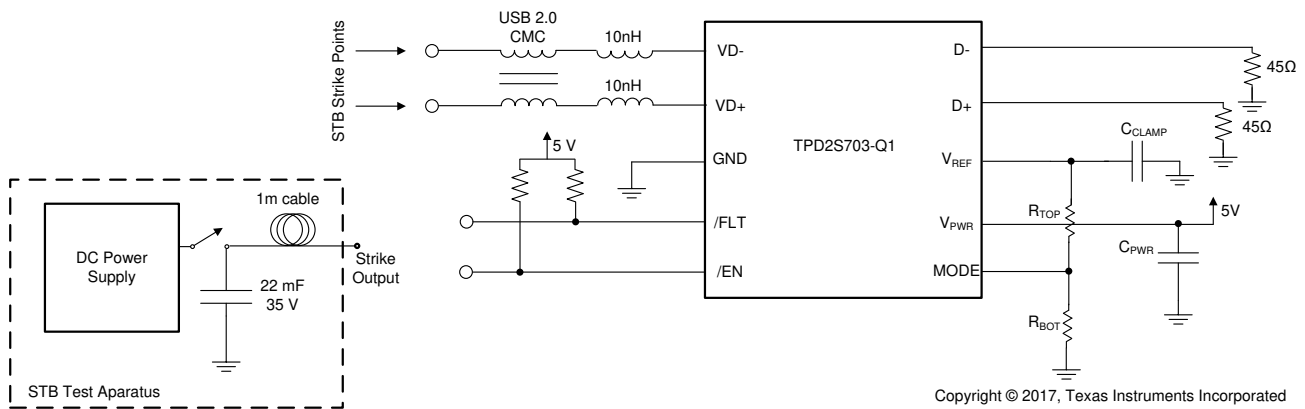 USB 2.0
CMC
10nH
10nH
STB Strike Points
VD-
VD+
GND
/FLT
/EN
TPD2S703-Q1
D-
D+
VREF
VPWR
MODE
45Ω
45Ω
CCLAMP
RTOP
5V
CPWR
RBOT
5 V
1m cable
DC Power
Supply
Strike
Output
22 mF
35 V
STB Test Aparatus
Copyright © 2017, Texas Instruments Incorporated